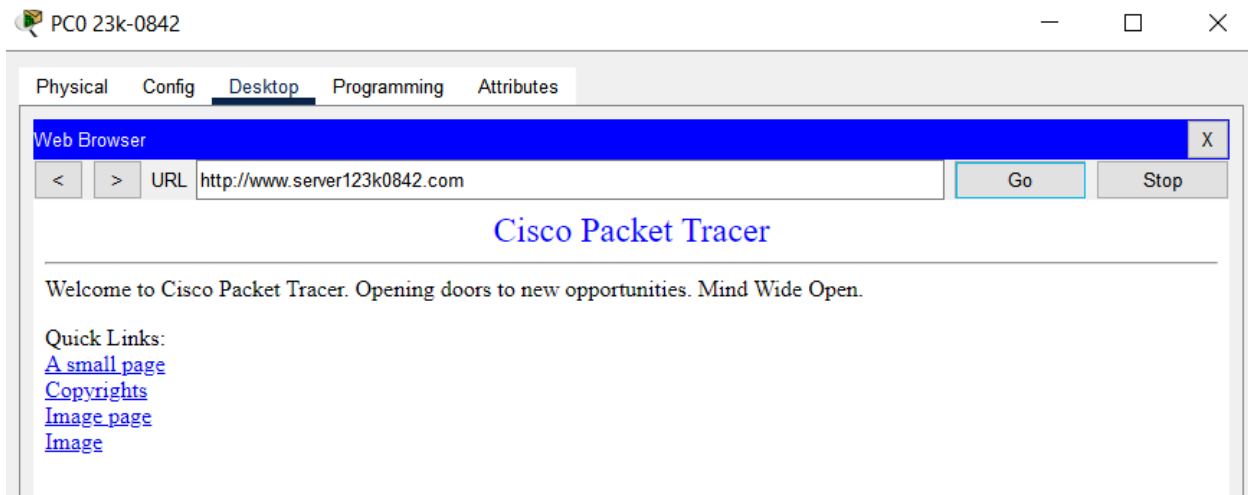 PC0 23k-0842
Physical Config Desktop Programming Attributes
Web Browser X
< > URL http://www.server123k0842.com Go Stop
Cisco Packet Tracer
Welcome to Cisco Packet Tracer. Opening doors to new opportunities. Mind Wide Open.
Quick Links:
A small page
Copyrights
Image page
Image